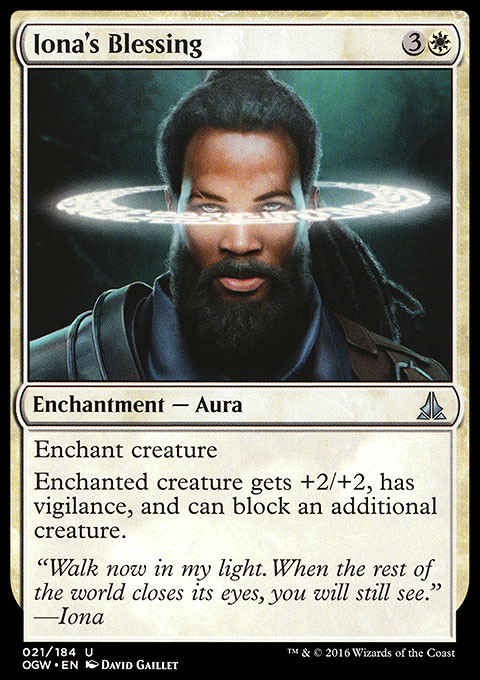 Iona's Blessing 3
Enchantment — Aura
Enchant creature
Enchanted creature gets +2/+2, has
vigilance, and can block an additional
creature.
“Walk now in my light. When the rest of
the world closes its eyes, you will still see.”
—Iona
021/184 U
OGW • EN David Gaillet
™ & © 2016 Wizards of the Coast